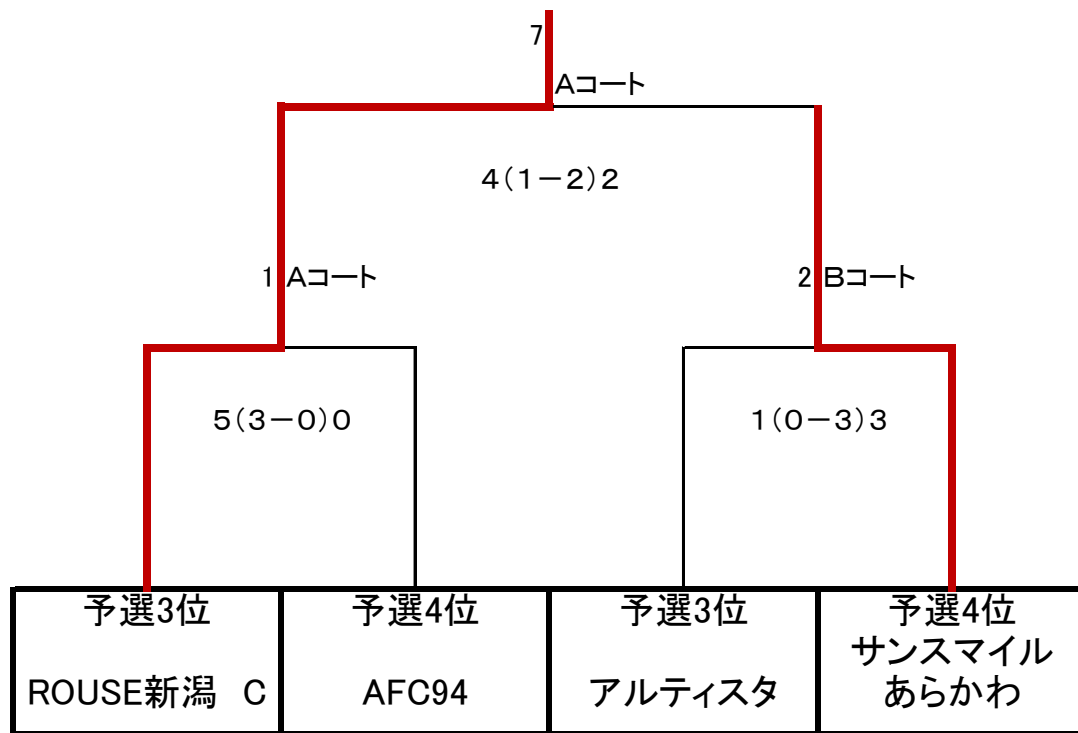 7
Aコート
4(1-2)2
1 Aコート
2 Bコート
5(3-0)0
1(0-3)3
予選3位
ROUSE新潟 C
予選4位
AFC94
予選3位
アルティスタ
予選4位
サンスマイル
あらかわ